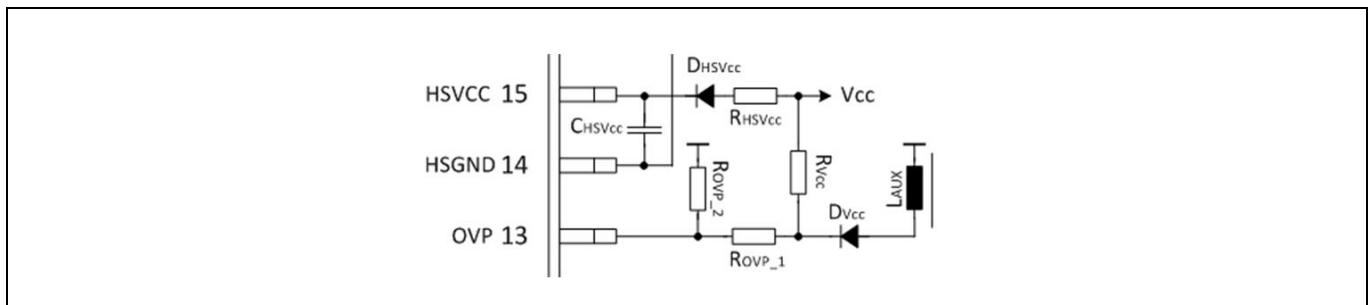 DHSVcc
HSVCC 15
Vcc
RHSVcc
CHSVcc
HSGND 14
ROVP_2
RVcc
LAUX
DVcc
OVP 13
ROVP_1